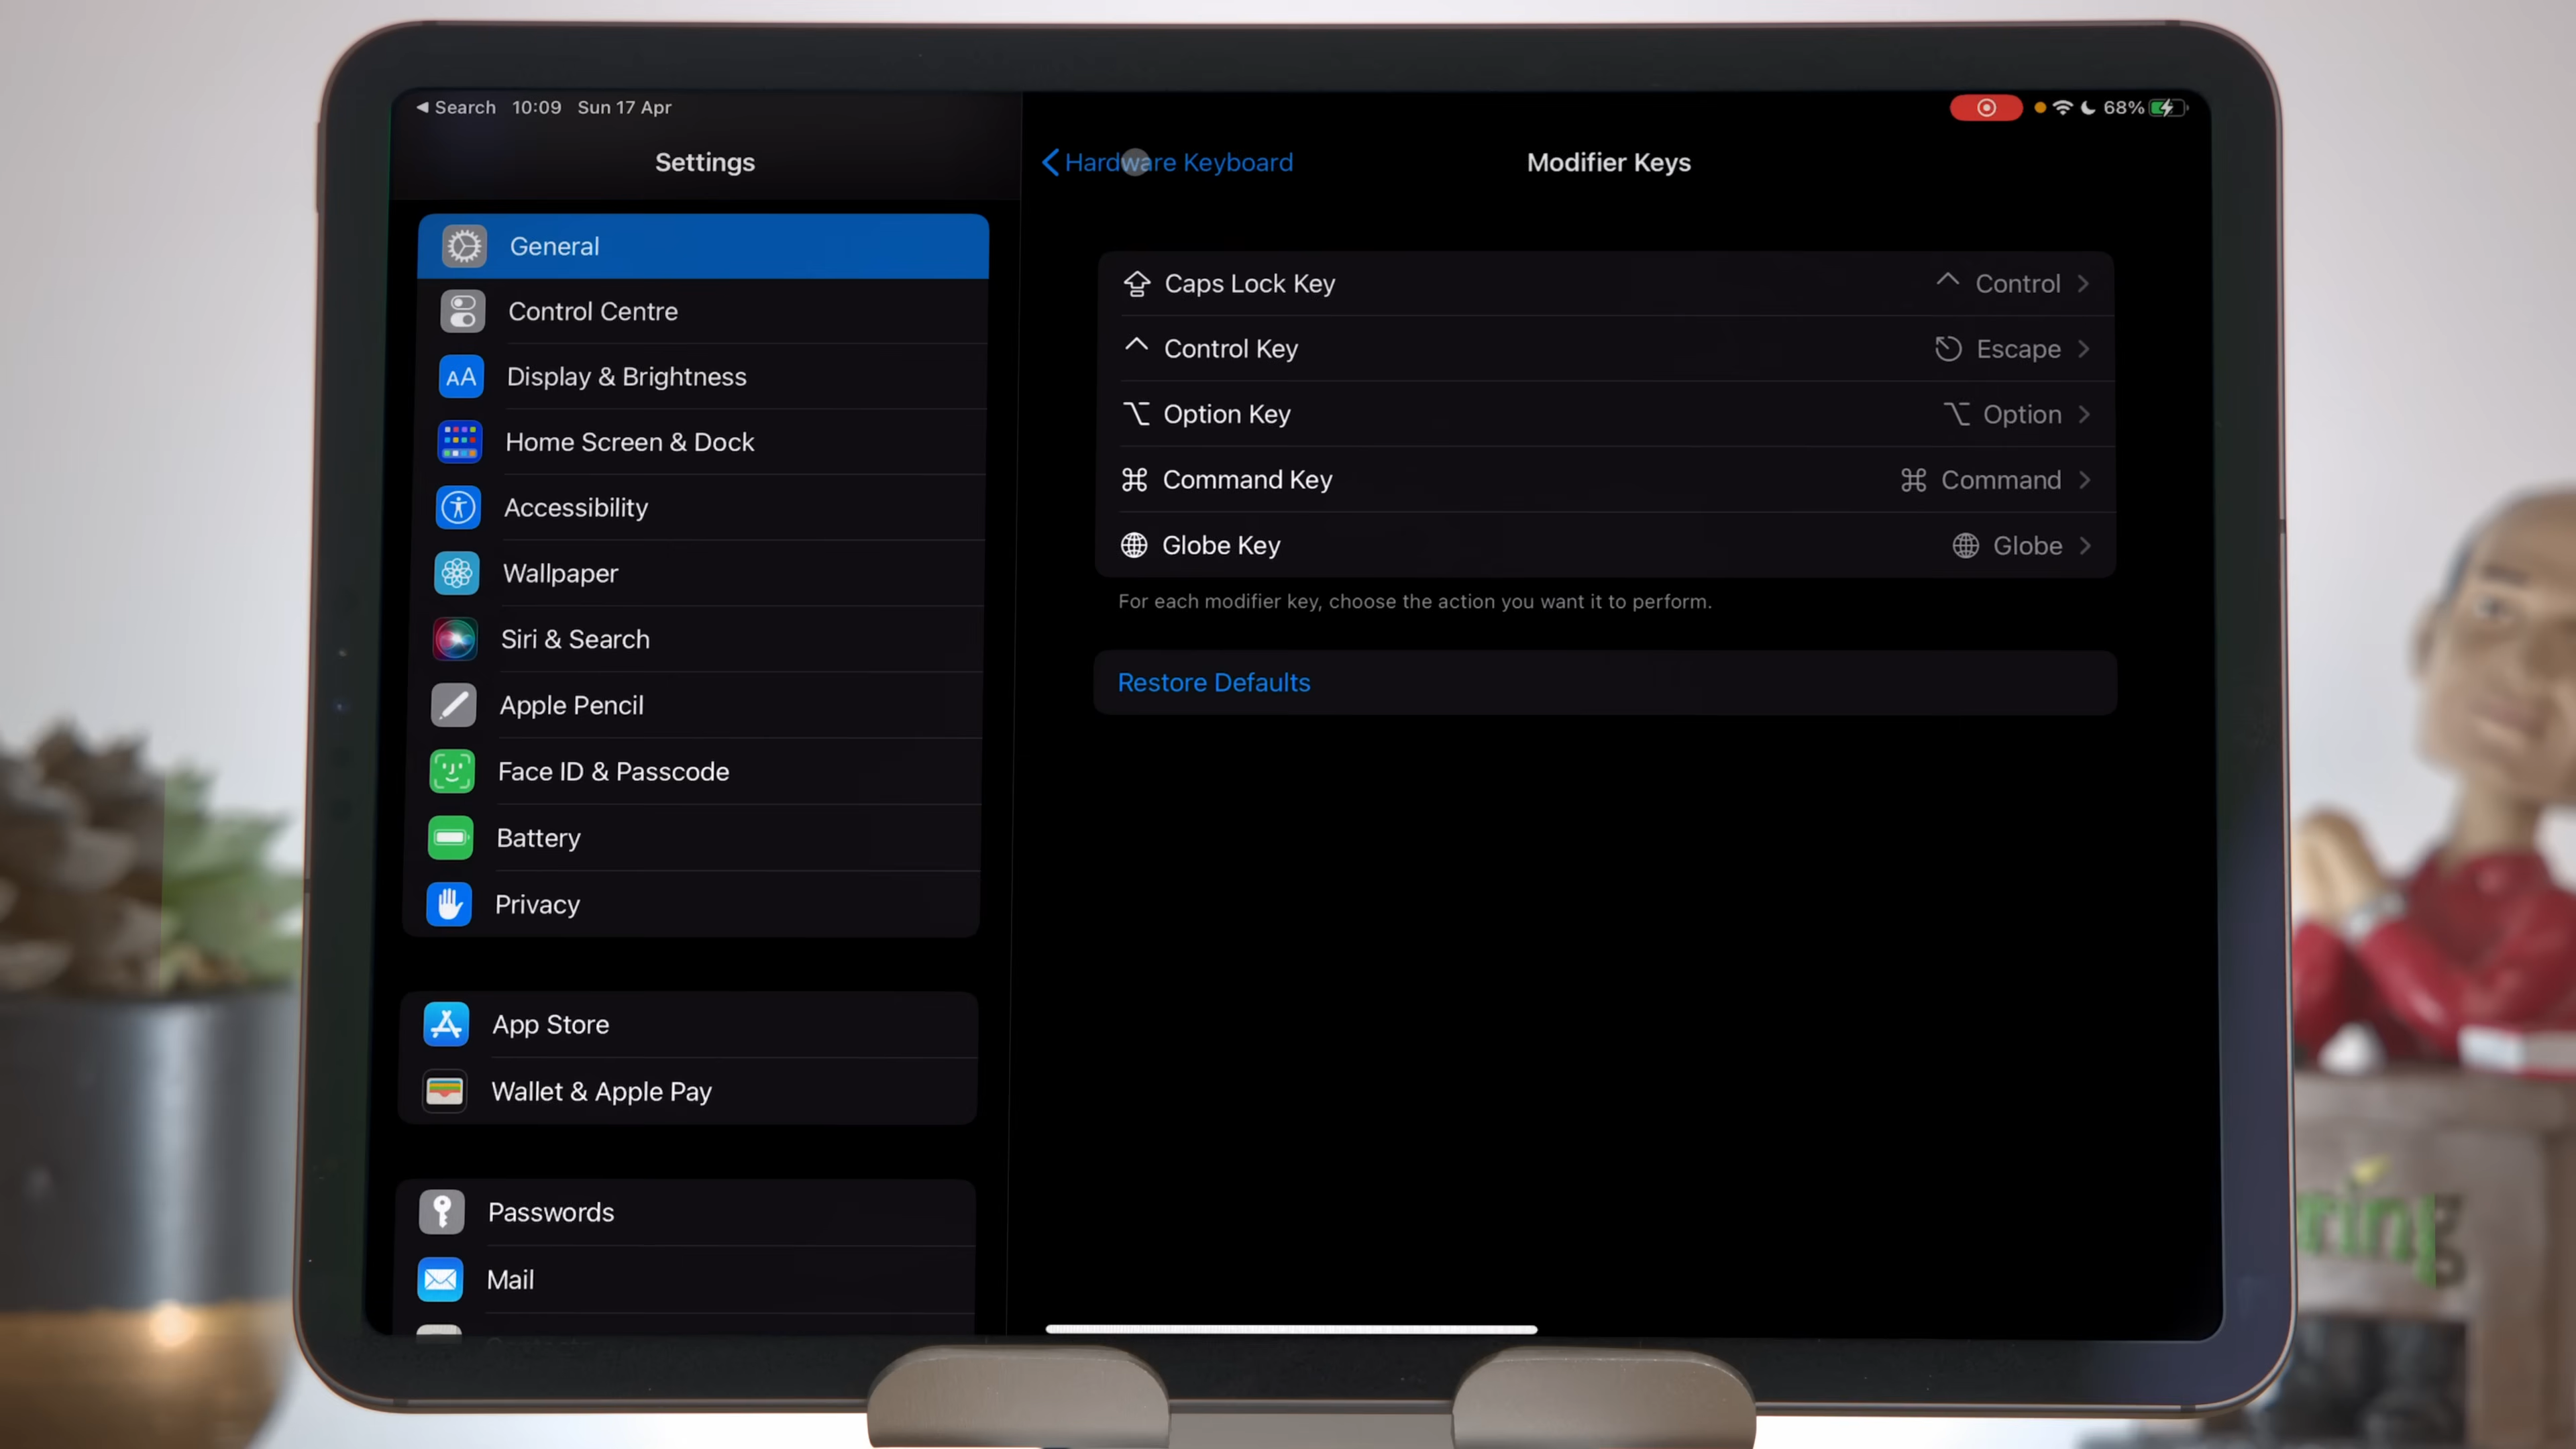 ◀ Search 10:09 Sun 17 Apr
68%
Settings
General
Control Centre
AA Display & Brightness
Home Screen & Dock
Accessibility
Wallpaper
Siri & Search
Apple Pencil
Face ID & Passcode
Battery
Privacy
App Store
Wallet & Apple Pay
Passwords
Mail
Hardware Keyboard
Modifier Keys
Caps Lock Key Control
Control Key Escape
Option Key Option
Command Key Command
Globe Key Globe
For each modifier key, choose the action you want it to perform.
Restore Defaults
ring